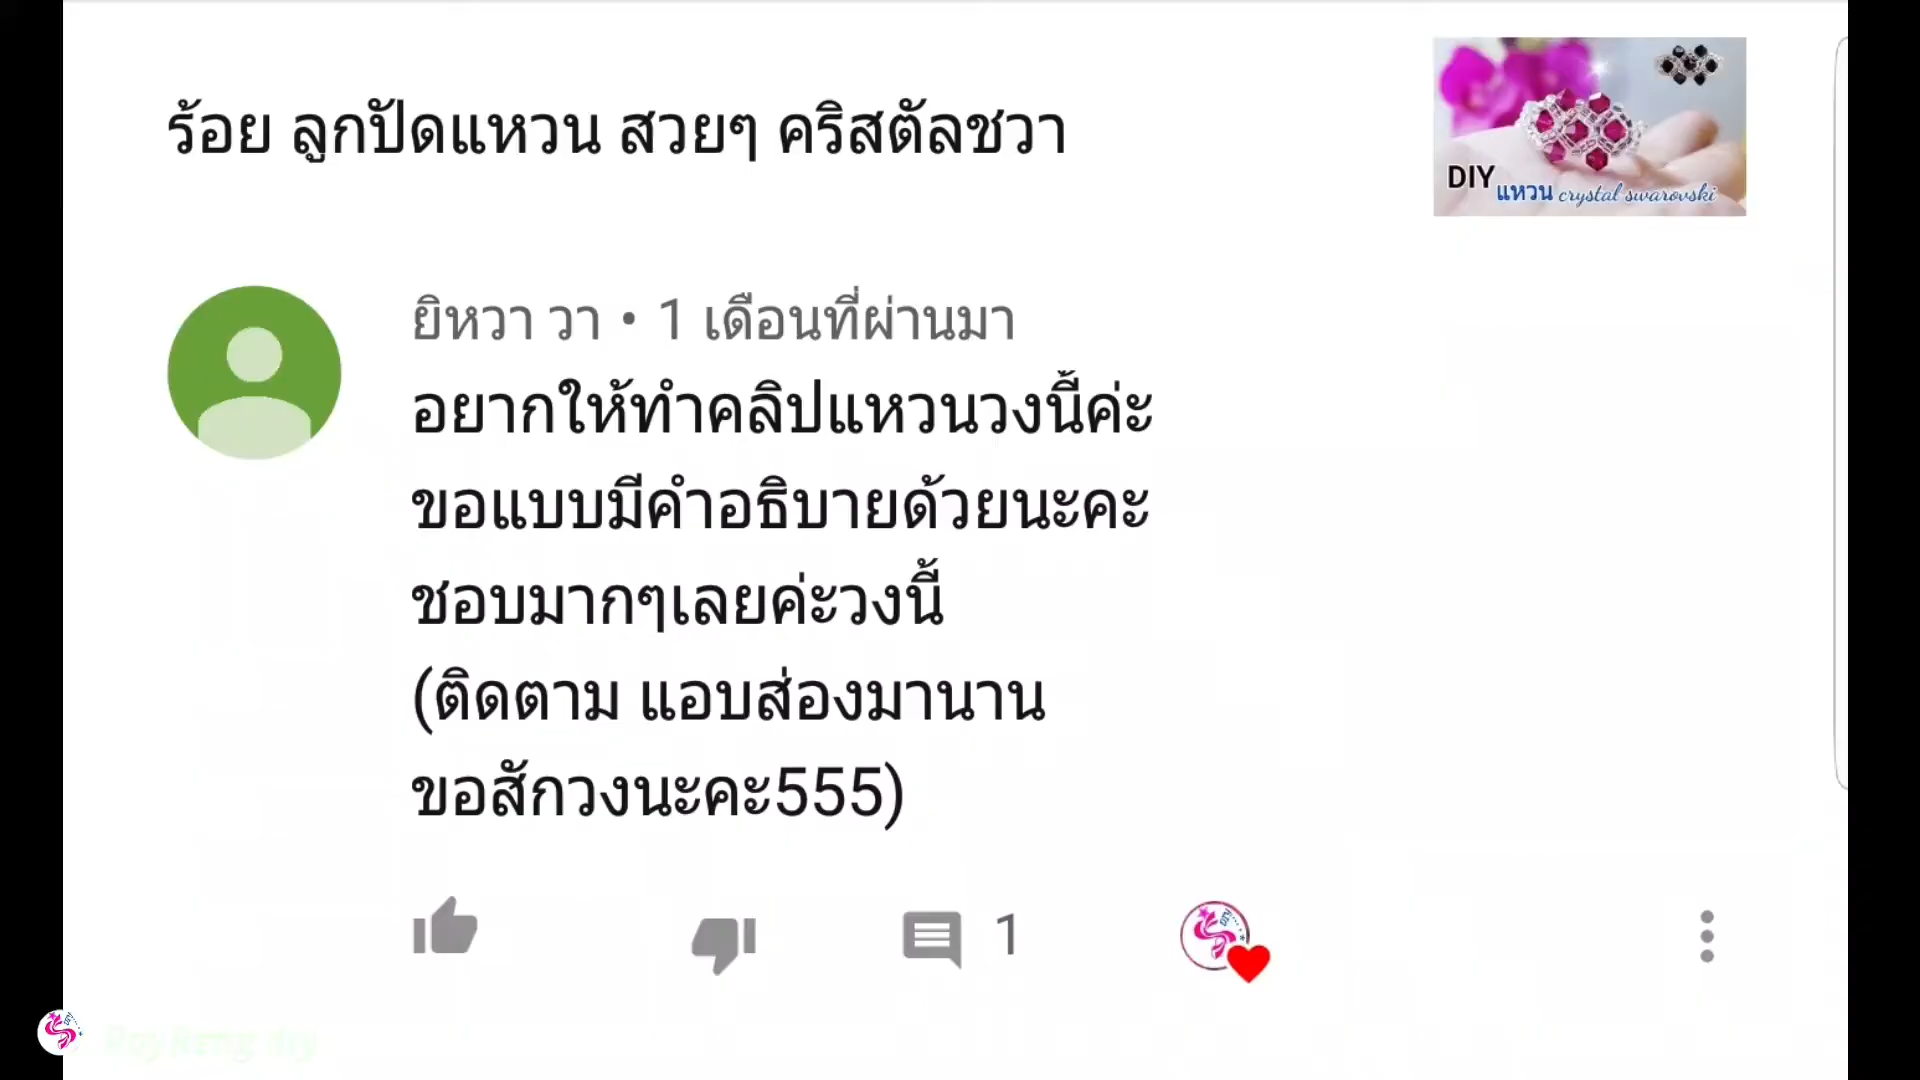 ร้อย ลูกปัดแหวน สวยๆ คริสตัลชวา
DIY แหวน crystal swarovski
ยิหวา วา • 1 เดือนที่ผ่านมา
อยากให้ทำคลิปแหวนวงนี้ค่ะ
ขอแบบมีคำอธิบายด้วยนะคะ
ชอบมากๆเลยค่ะวงนี้
(ติดตาม แอบส่องมานาน
ขอสักวงนะคะ555)
1